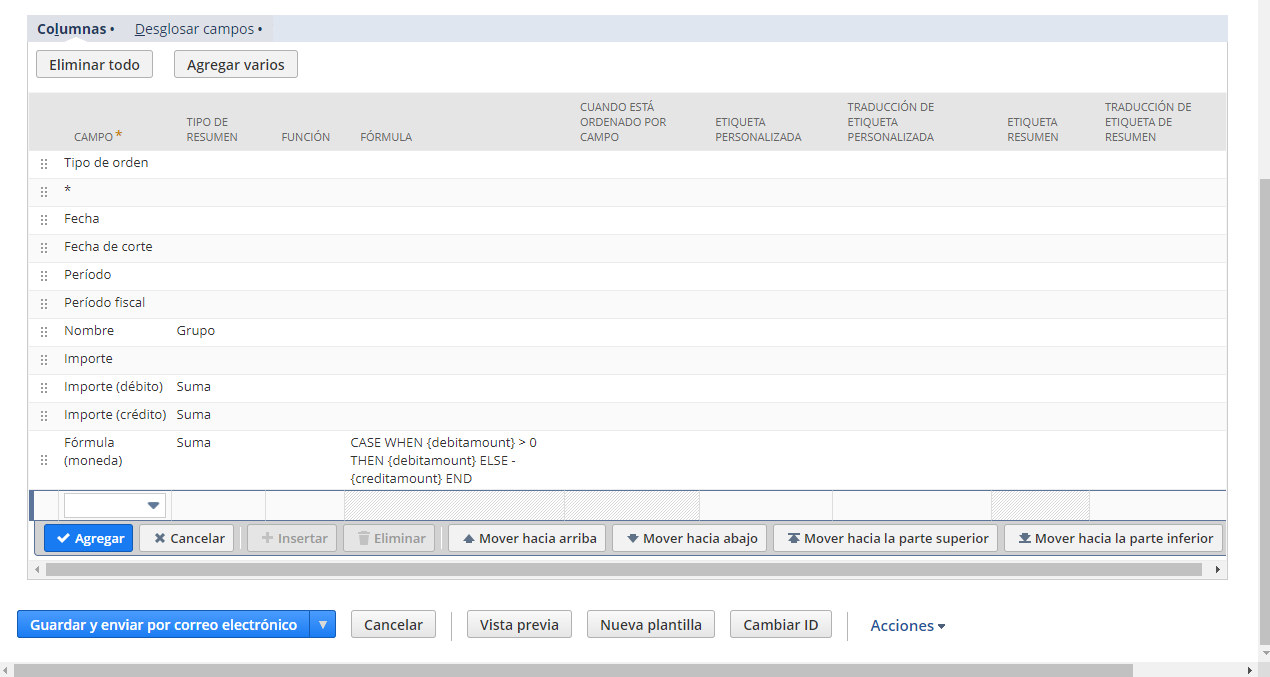 Columnas •
Desglosar campos •
Eliminar todo
Agregar varios
CAMPO*
TIPO DE
RESUMEN
FUNCIÓN
FÓRMULA
CUANDO ESTÁ
ORDENADO POR
CAMPO
ETIQUETA
PERSONALIZADA
TRADUCCIÓN DE
ETIQUETA
PERSONALIZADA
ETIQUETA
RESUMEN
TRADUCCIÓN DE
ETIQUETA DE
RESUMEN
Tipo de orden
*
Fecha
Fecha de corte
Período
Período fiscal
Nombre Grupo
Importe
Importe (débito) Suma
Importe (crédito) Suma
Fórmula
(moneda)
Suma
CASE WHEN {debitamount} > 0
THEN {debitamount} ELSE -
{creditamount} END
Agregar
Cancelar
Insertar
Eliminar
Mover hacia arriba
Mover hacia abajo
Mover hacia la parte superior
Mover hacia la parte inferior
Guardar y enviar por correo electrónico
Cancelar
Vista previa
Nueva plantilla
Cambiar ID
Acciones